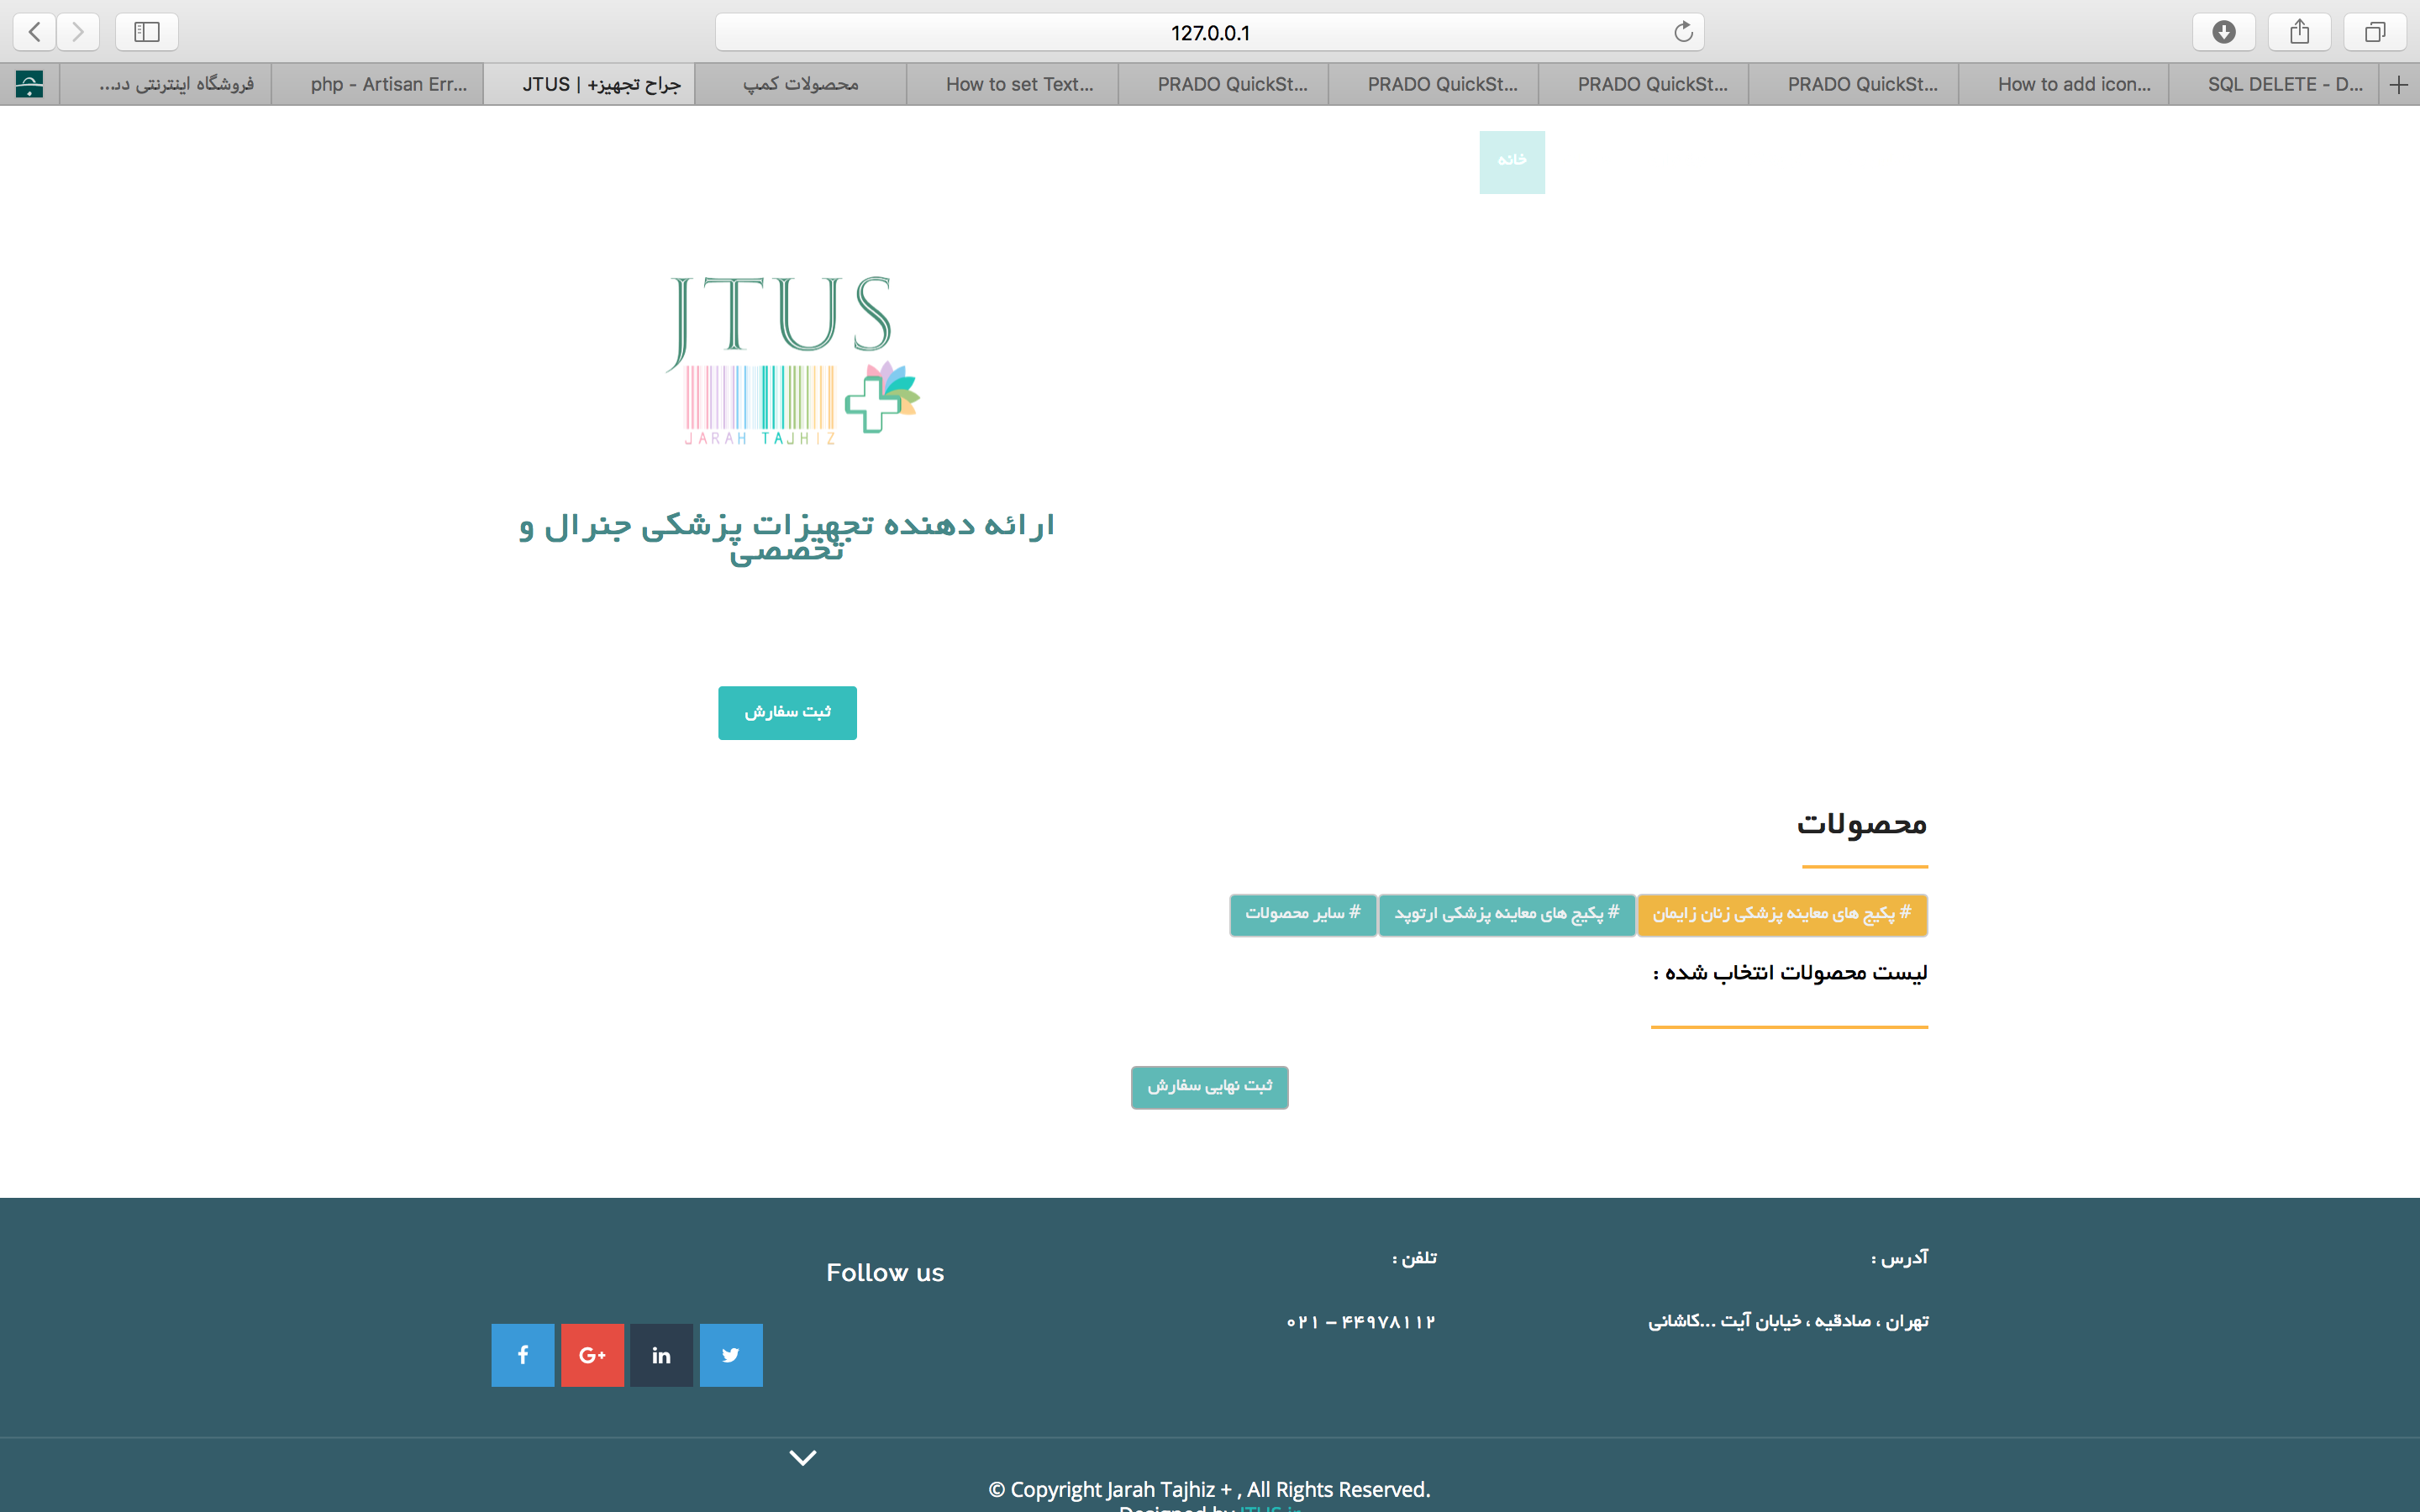 127.0.0.1
فروشگاه اینترنتی در...
php - Artisan Err...
JTUS | +جراح تجهیز
محصولات کمپ
How to set Text...
PRADO QuickSt...
PRADO QuickSt...
PRADO QuickSt...
PRADO QuickSt...
How to add icon...
SQL DELETE - D...
خانه
JTUS
JARAH TAJHIZ
ارائه دهنده تجهیزات پزشکی جنرال و
تخصصی
ثبت سفارش
محصولات
# پکیج های معاینه پزشکی زنان زایمان
# پکیج های معاینه پزشکی ارتوپد
# سایر محصولات
لیست محصولات انتخاب شده :
ثبت نهایی سفارش
آدرس :
تهران ، صادقیه ، خیابان آیت ...کاشانی
تلفن :
۰۲۱ – ۴۴۹۷۸۱۱۲
Follow us
f
G+
in
© Copyright Jarah Tajhiz + , All Rights Reserved.
Designed by JTUS.ir